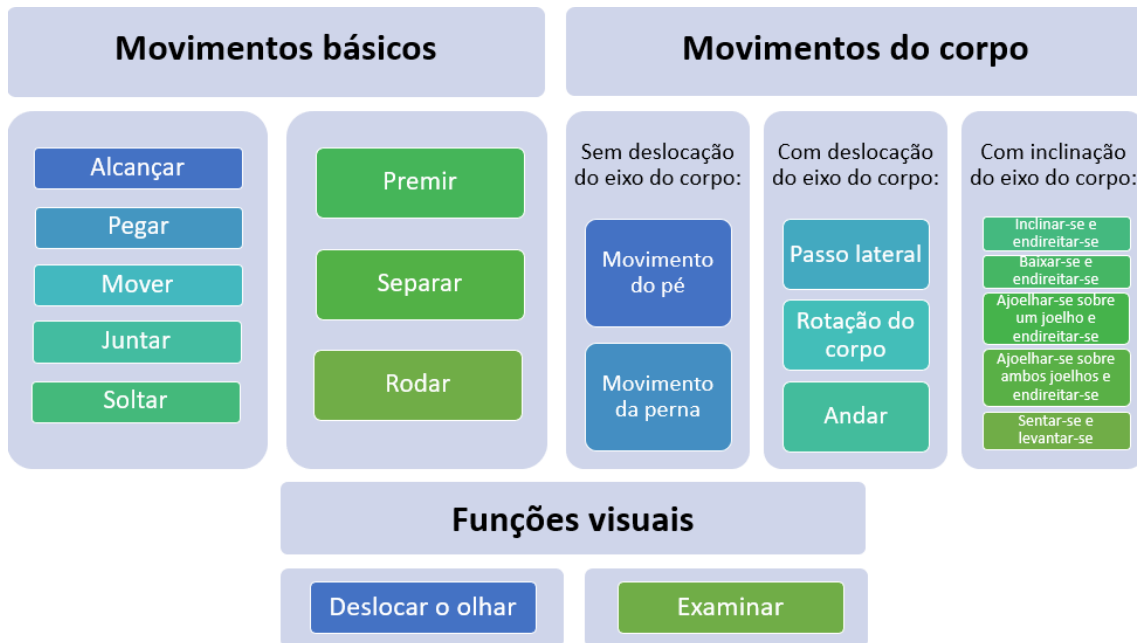 Movimentos básicos
Alcançar
Pegar
Mover
Juntar
Soltar
Premir
Separar
Rodar
Movimentos do corpo
Sem deslocação
do eixo do corpo:
Movimento
do pé
Movimento
da perna
Com deslocação
do eixo do corpo:
Passo lateral
Rotação do
corpo
Andar
Com inclinação
do eixo do corpo:
Inclinar-se e
endireitar-se
Baixar-se e
endireitar-se
Ajoelhar-se sobre
um joelho e
endireitar-se
Ajoelhar-se sobre
ambos joelhos e
endireitar-se
Sentar-se e
levantar-se
Funções visuais
Deslocar o olhar
Examinar